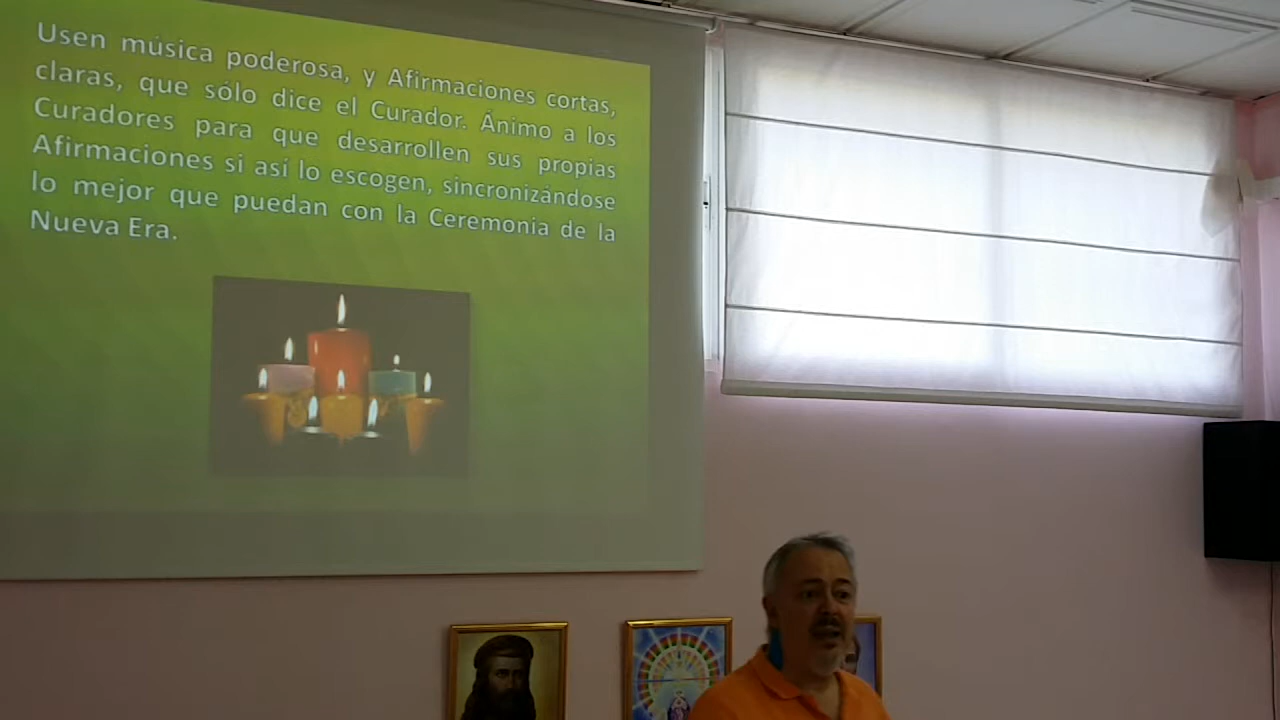 Usen música poderosa, y Afirmaciones cortas,
claras, que sólo dice el Curador. Ánimo a los
Curadores para que desarrollen sus propias
Afirmaciones si así lo escogen, sincronizándose
lo mejor que puedan con la Ceremonia de la
Nueva Era.